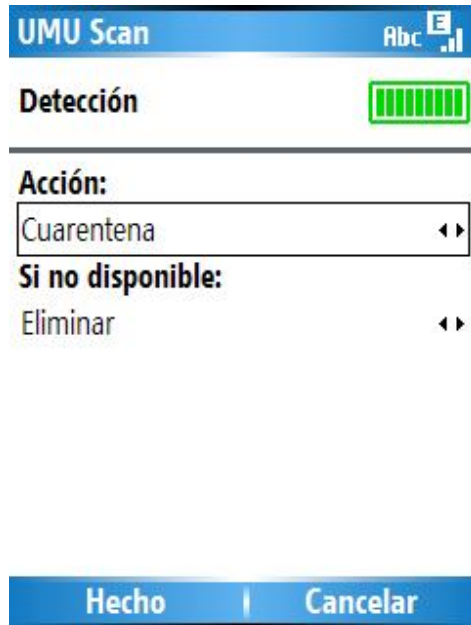 UMU Scan Abc E
Detección
Acción:
Cuarentena
Si no disponible:
Eliminar
Hecho Cancelar